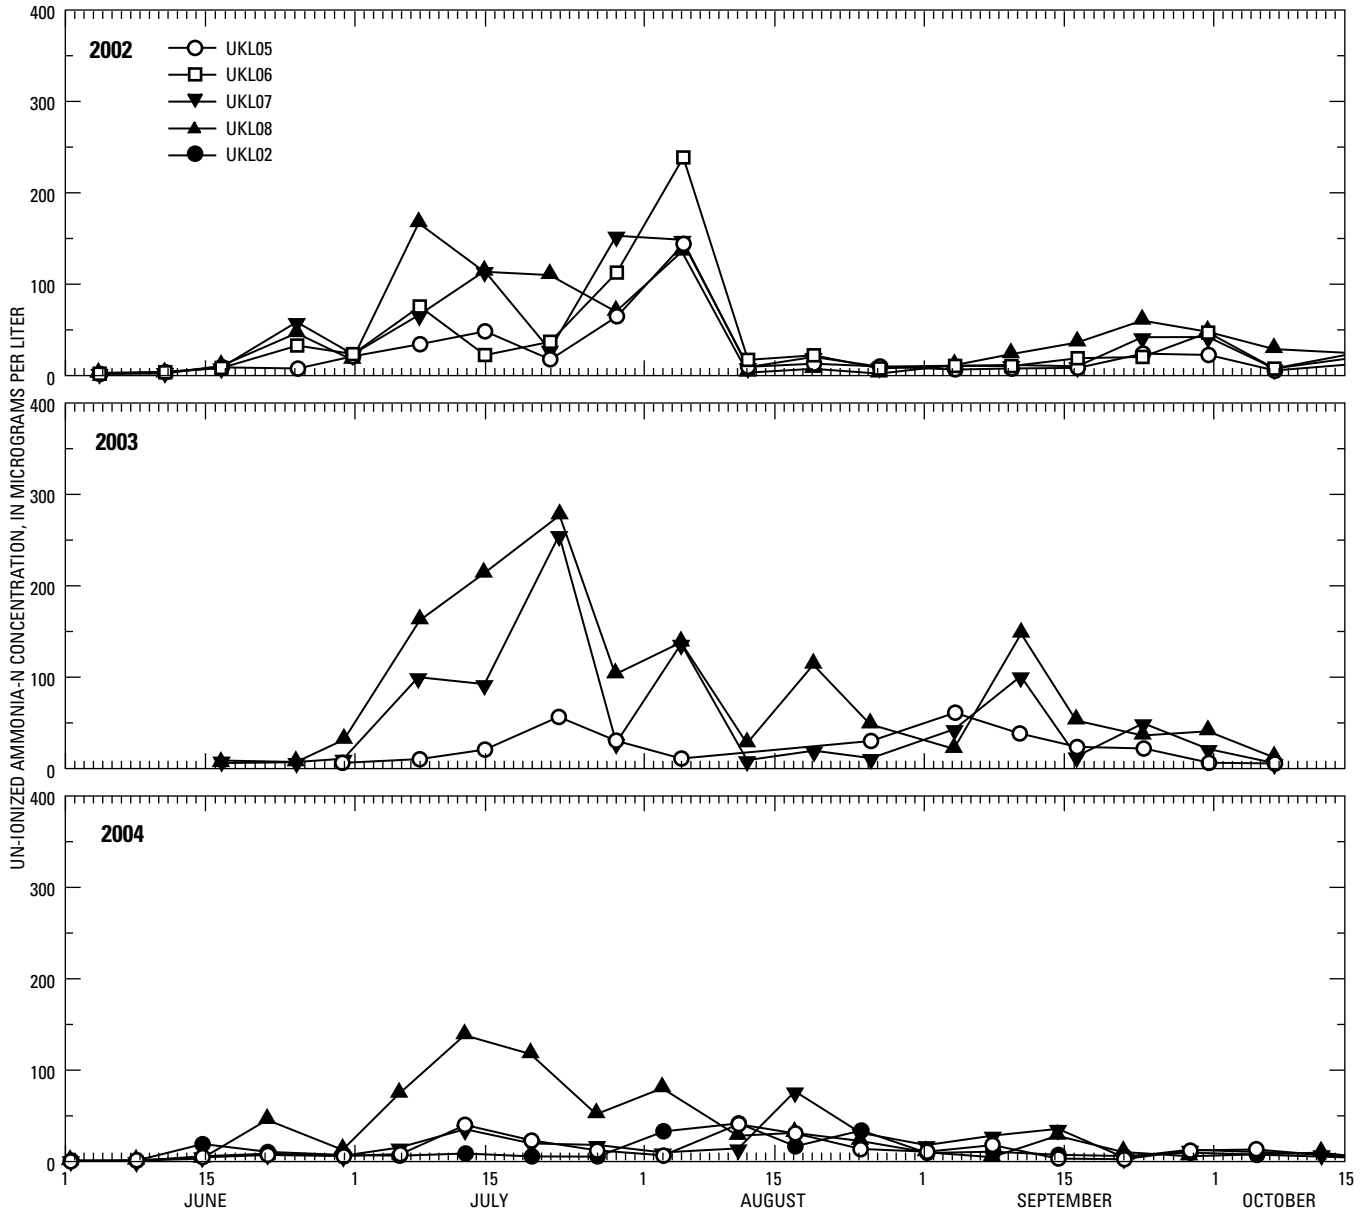 UN-IONIZED AMMONIA-N CONCENTRATION, IN MICROGRAMS PER LITER
400
300
200
100
0
2002
UKL05
UKL06
UKL07
UKL08
UKL02
400
300
200
100
0
2003
400
300
200
100
0
2004
1 15 1 15 1 15 1 15 1 15
JUNE JULY AUGUST SEPTEMBER OCTOBER